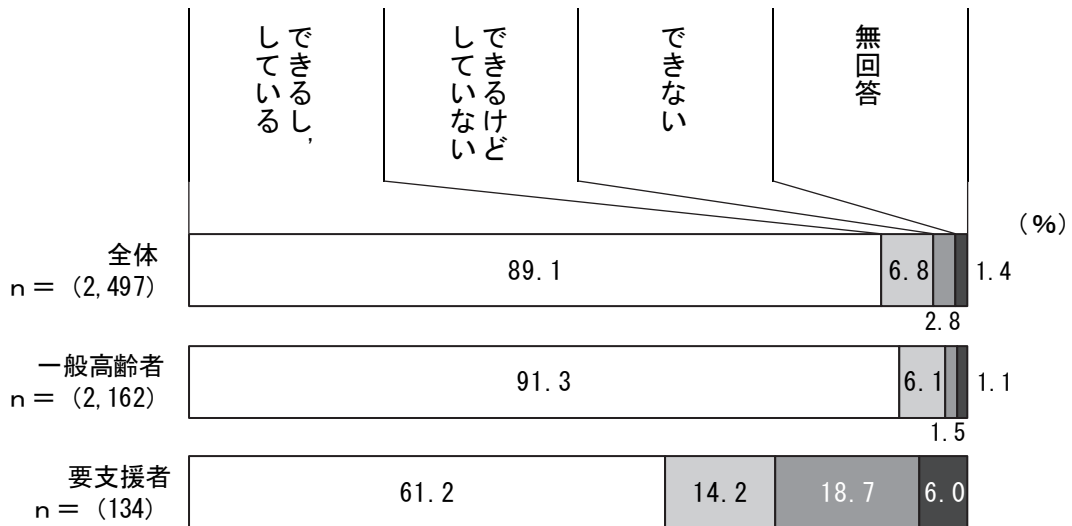 できるし，
している
できるけど
していない
できない
無回答
（％）
全体
ｎ＝（2,497）
89.1
6.8
2.8
1.4
一般高齢者
ｎ＝（2,162）
91.3
6.1
1.5
1.1
要支援者
ｎ＝（134）
61.2
14.2
18.7
6.0